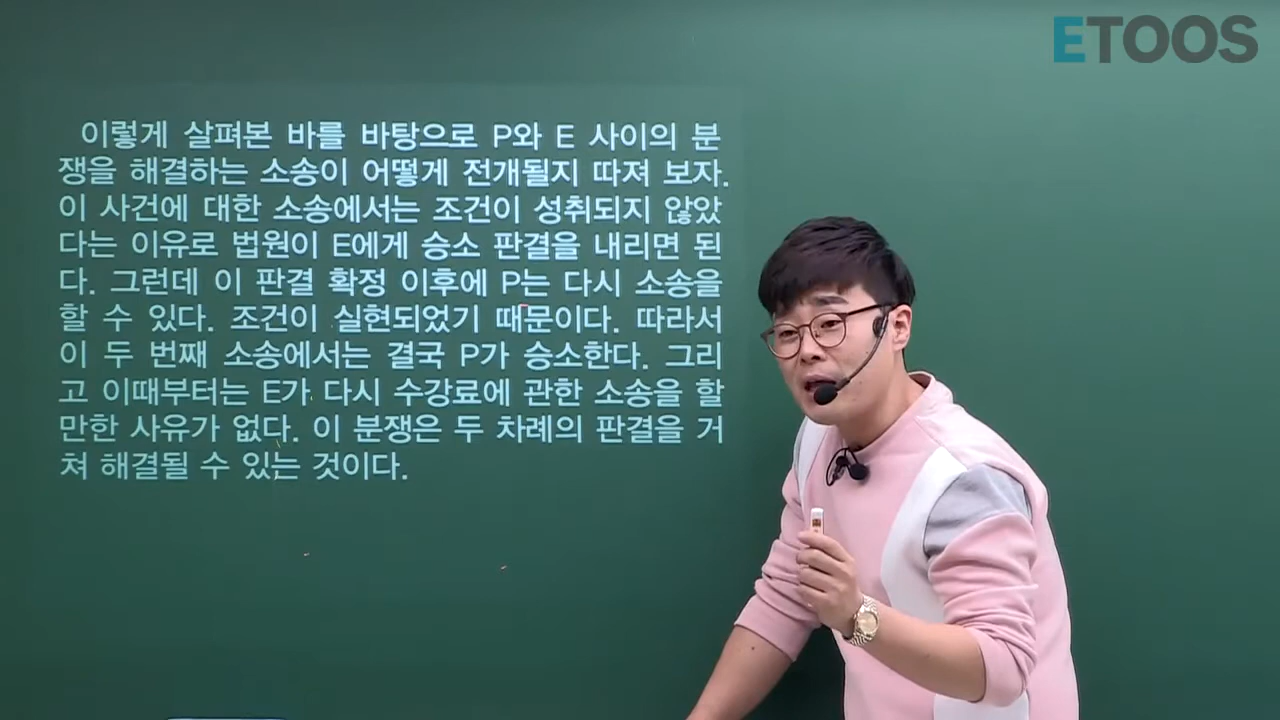 ETOOS
이렇게 살펴본 바를 바탕으로 P와 E 사이의 분
쟁을 해결하는 소송이 어떻게 전개될지 따져 보자.
이 사건에 대한 소송에서는 조건이 성취되지 않았
다는 이유로 법원이 E에게 승소 판결을 내리면 된
다. 그런데 이 판결 확정 이후에 P는 다시 소송을
할 수 있다. 조건이 실현되었기 때문이다. 따라서
이 두 번째 소송에서는 결국 P가 승소한다. 그리
고 이때부터는 E가 다시 수강료에 관한 소송을 할
만한 사유가 없다. 이 분쟁은 두 차례의 판결을 거
쳐 해결될 수 있는 것이다.